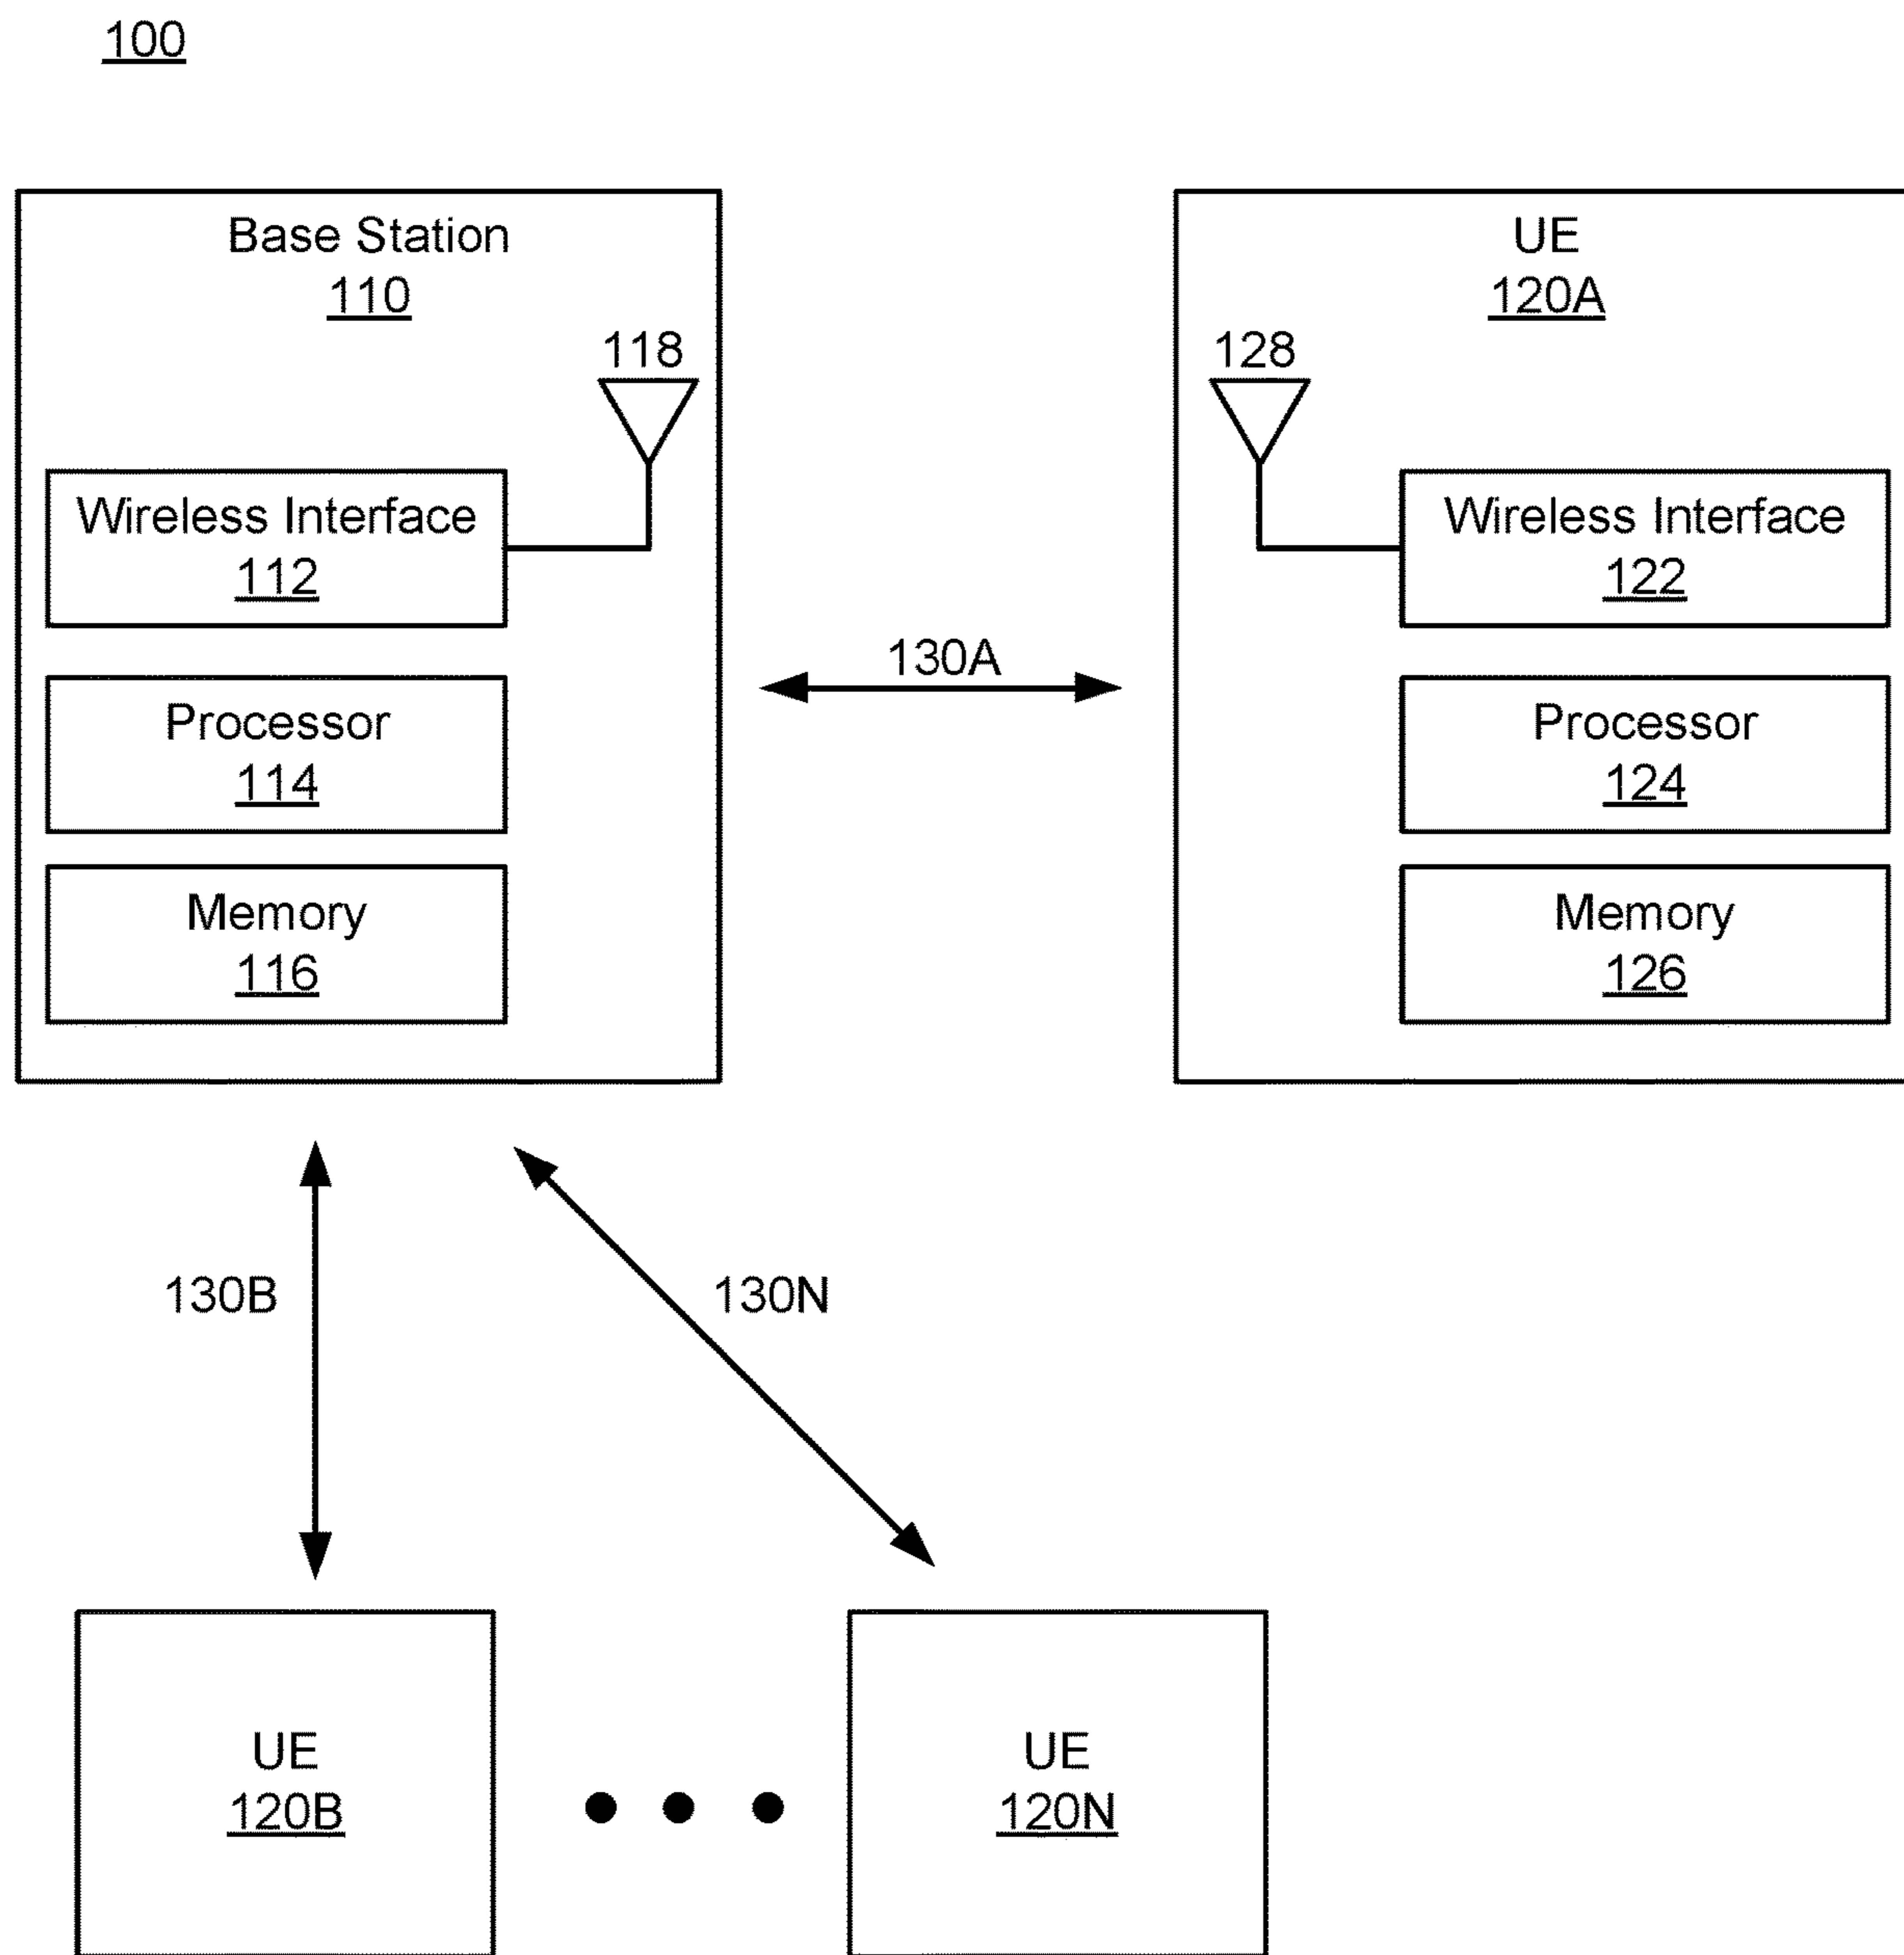 100
Base Station
110
118
Wireless Interface
112
Processor
114
Memory
116
UE
120A
128
Wireless Interface
122
Processor
124
Memory
126
130A
130B
130N
UE
120B
UE
120N